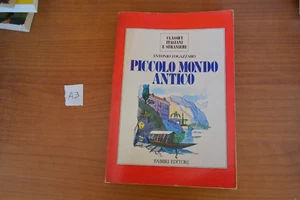 A3
CLASSICI
ITALIANI
E STRANIERI
ANTONIO FOGAZZARO
PICCOLO MONDO
ANTICO
FABBRI EDITORI